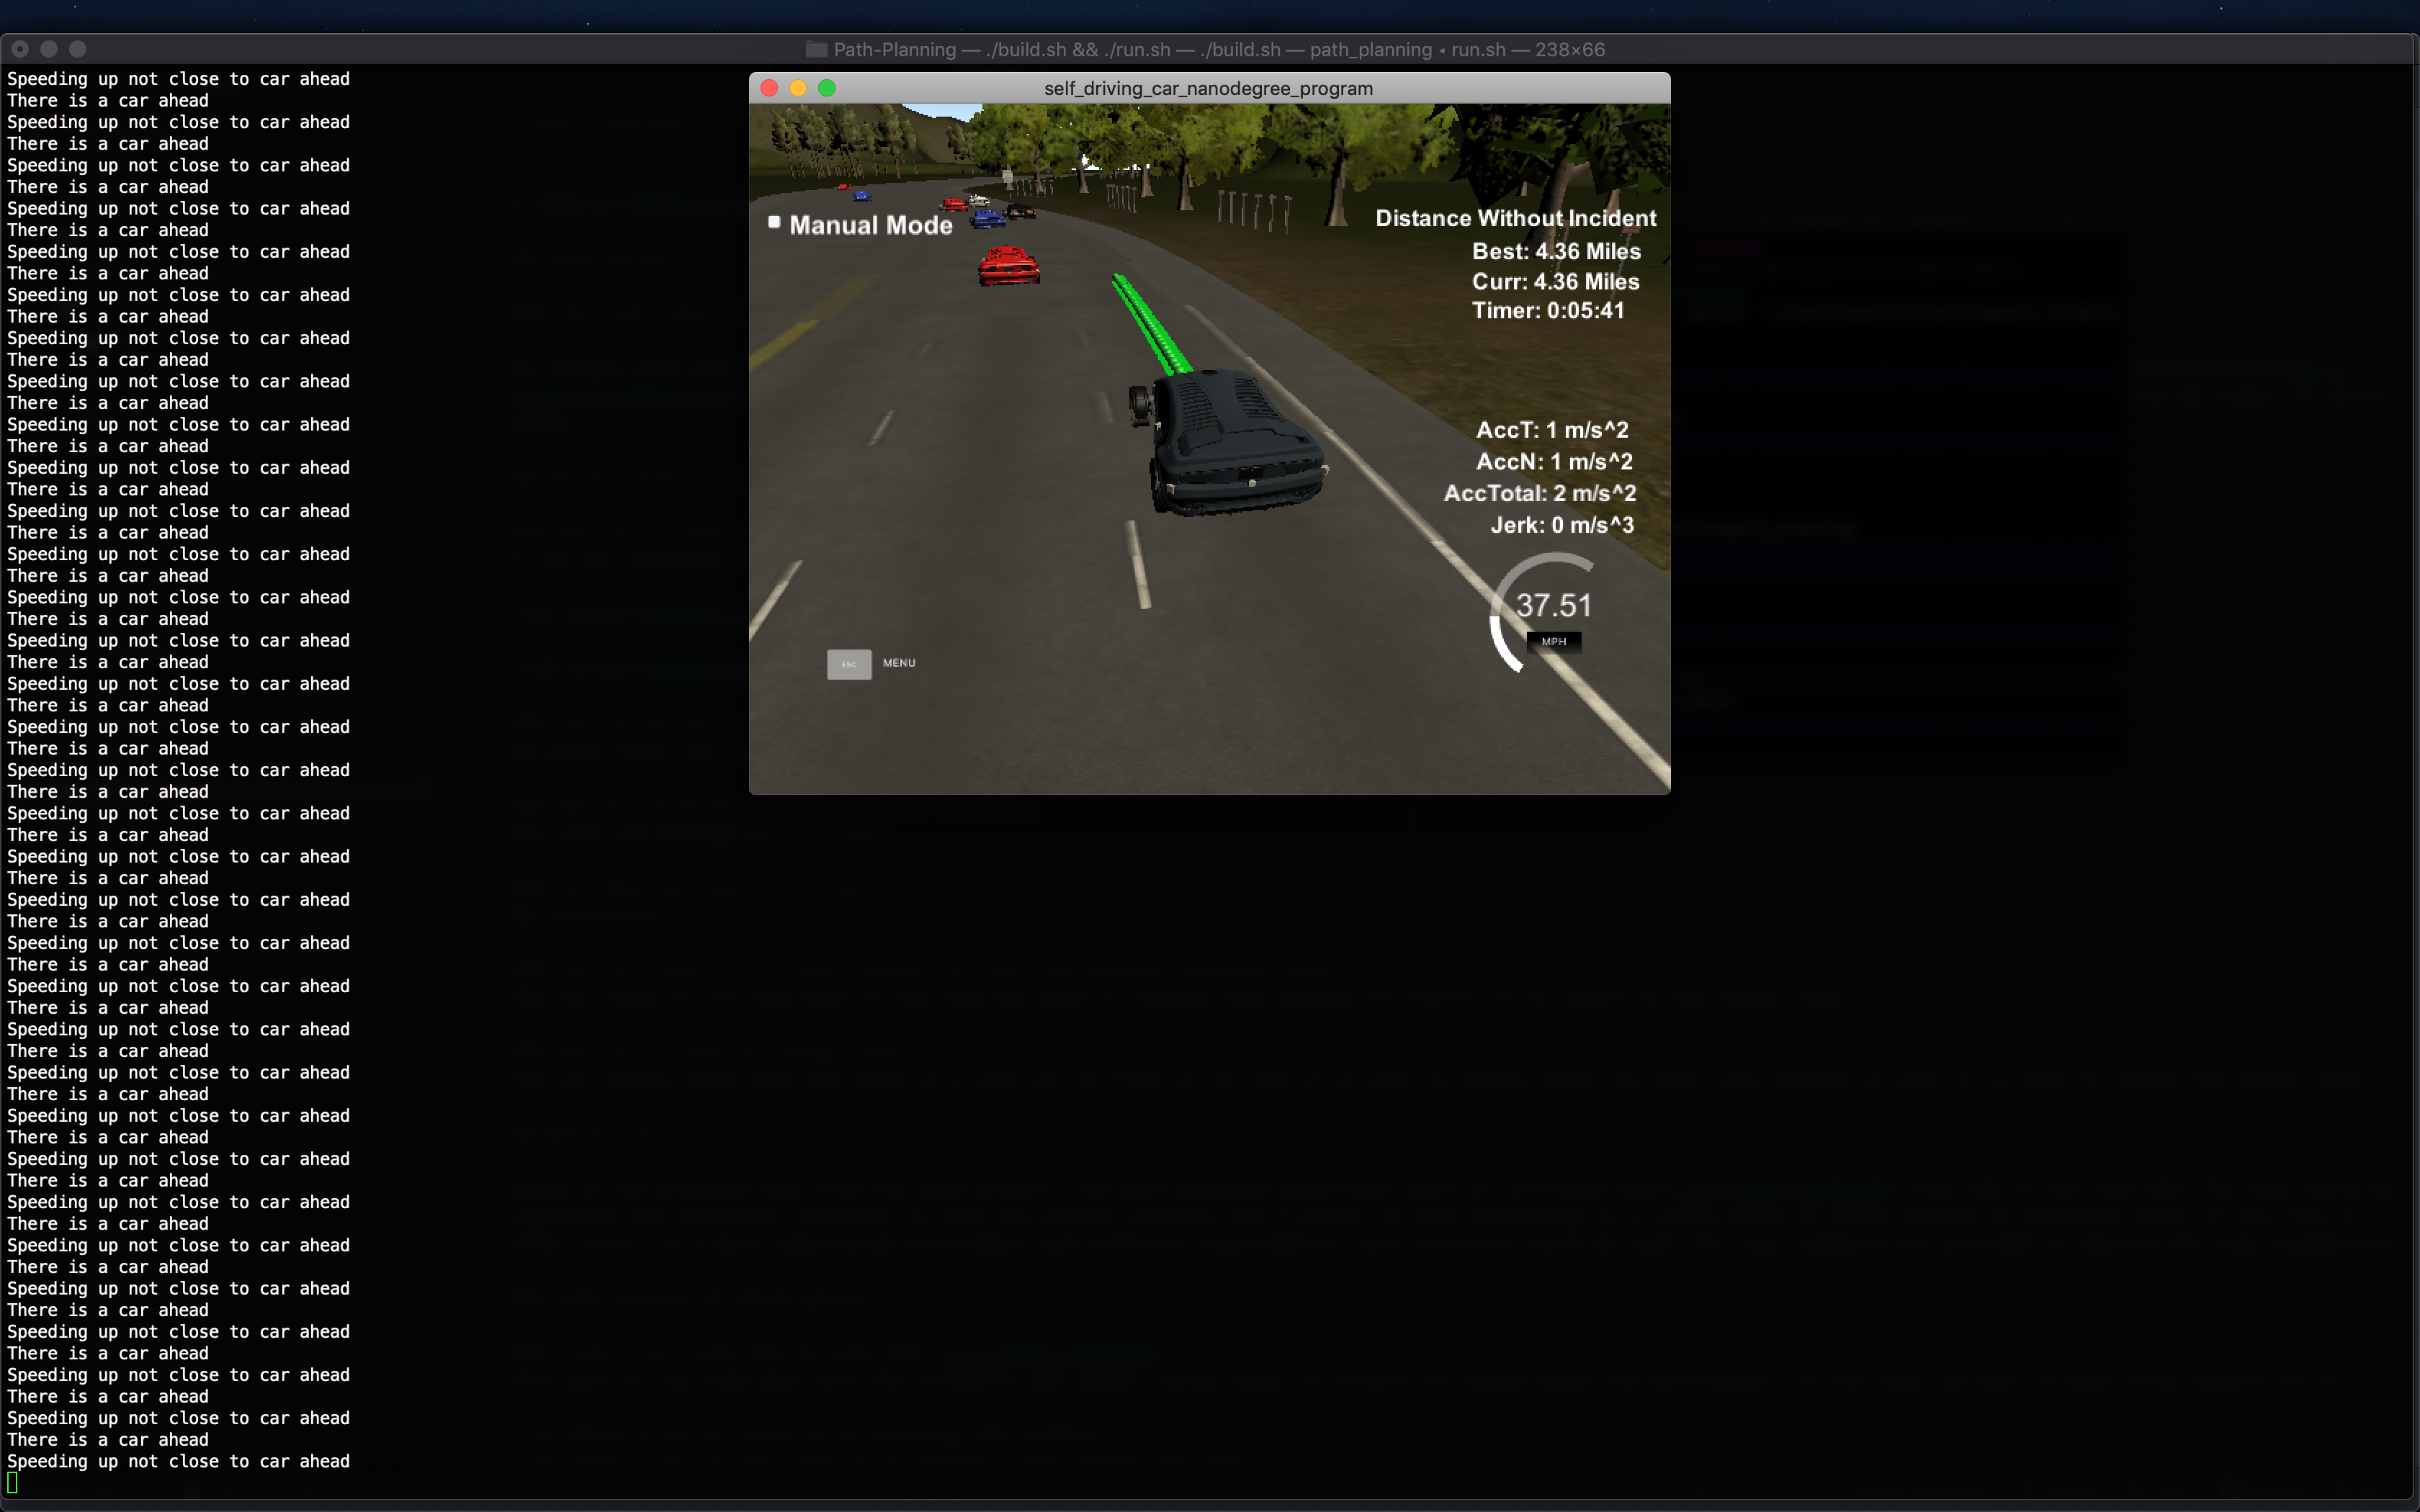 Path-Planning — ./build.sh && ./run.sh — ./build.sh — path_planning ◂ run.sh — 238×66
Speeding up not close to car ahead
There is a car ahead
Speeding up not close to car ahead
There is a car ahead
Speeding up not close to car ahead
There is a car ahead
Speeding up not close to car ahead
There is a car ahead
Speeding up not close to car ahead
There is a car ahead
Speeding up not close to car ahead
There is a car ahead
Speeding up not close to car ahead
There is a car ahead
Speeding up not close to car ahead
There is a car ahead
Speeding up not close to car ahead
There is a car ahead
Speeding up not close to car ahead
There is a car ahead
Speeding up not close to car ahead
There is a car ahead
Speeding up not close to car ahead
There is a car ahead
Speeding up not close to car ahead
There is a car ahead
Speeding up not close to car ahead
There is a car ahead
Speeding up not close to car ahead
There is a car ahead
Speeding up not close to car ahead
There is a car ahead
Speeding up not close to car ahead
There is a car ahead
Speeding up not close to car ahead
There is a car ahead
Speeding up not close to car ahead
There is a car ahead
Speeding up not close to car ahead
There is a car ahead
Speeding up not close to car ahead
There is a car ahead
Speeding up not close to car ahead
There is a car ahead
Speeding up not close to car ahead
There is a car ahead
Speeding up not close to car ahead
There is a car ahead
Speeding up not close to car ahead
There is a car ahead
Speeding up not close to car ahead
There is a car ahead
Speeding up not close to car ahead
There is a car ahead
Speeding up not close to car ahead
There is a car ahead
Speeding up not close to car ahead
There is a car ahead
Speeding up not close to car ahead
There is a car ahead
Speeding up not close to car ahead
There is a car ahead
Speeding up not close to car ahead
There is a car ahead
Speeding up not close to car ahead
self_driving_car_nanodegree_program
Manual Mode
Distance Without Incident
Best: 4.36 Miles
Curr: 4.36 Miles
Timer: 0:05:41
AccT: 1 m/s^2
AccN: 1 m/s^2
AccTotal: 2 m/s^2
Jerk: 0 m/s^3
37.51
MPH
ESC MENU